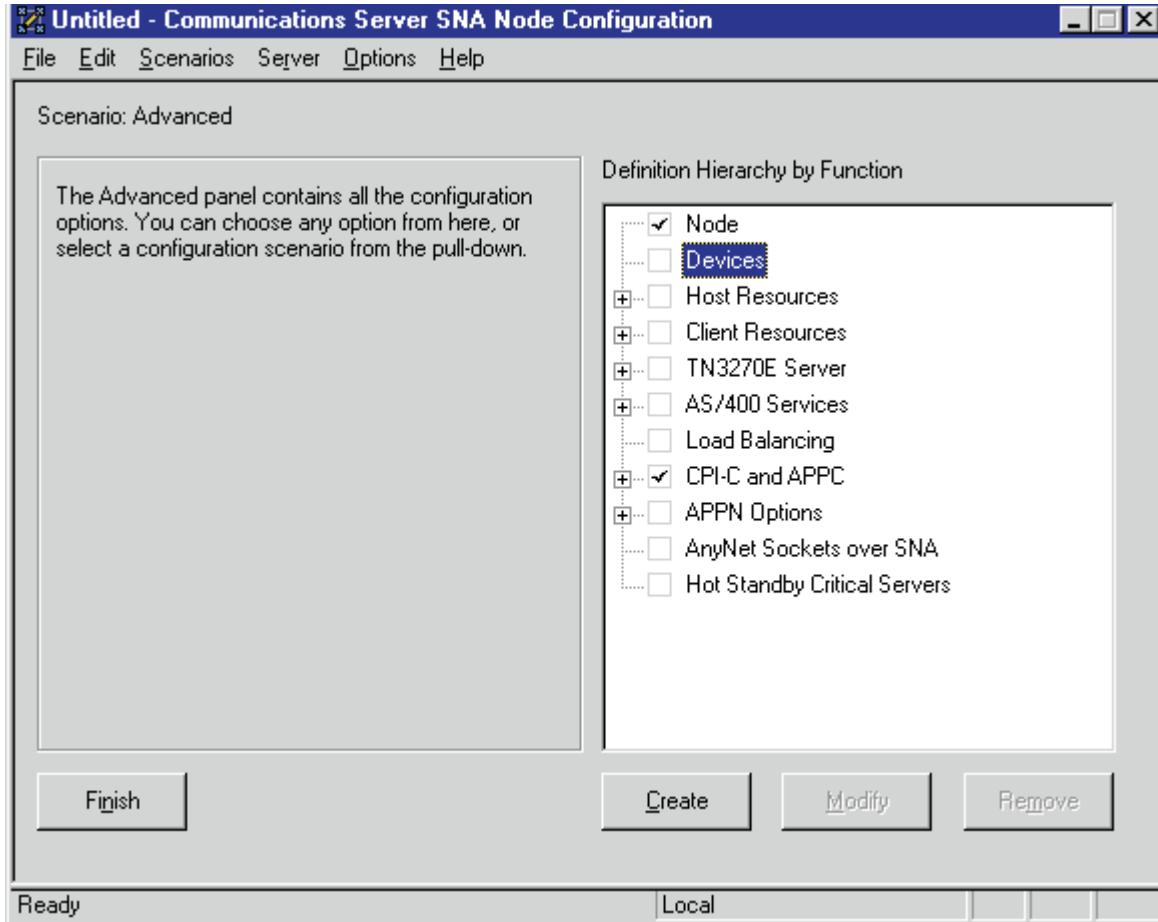 Untitled - Communications Server SNA Node Configuration
File Edit Scenarios Server Options Help
Scenario: Advanced
The Advanced panel contains all the configuration
options. You can choose any option from here, or
select a configuration scenario from the pull-down.
Definition Hierarchy by Function
Node
Devices
Host Resources
Client Resources
TN3270E Server
AS/400 Services
Load Balancing
CPI-C and APPC
APPN Options
AnyNet Sockets over SNA
Hot Standby Critical Servers
Finish Create Modify Remove
Ready Local